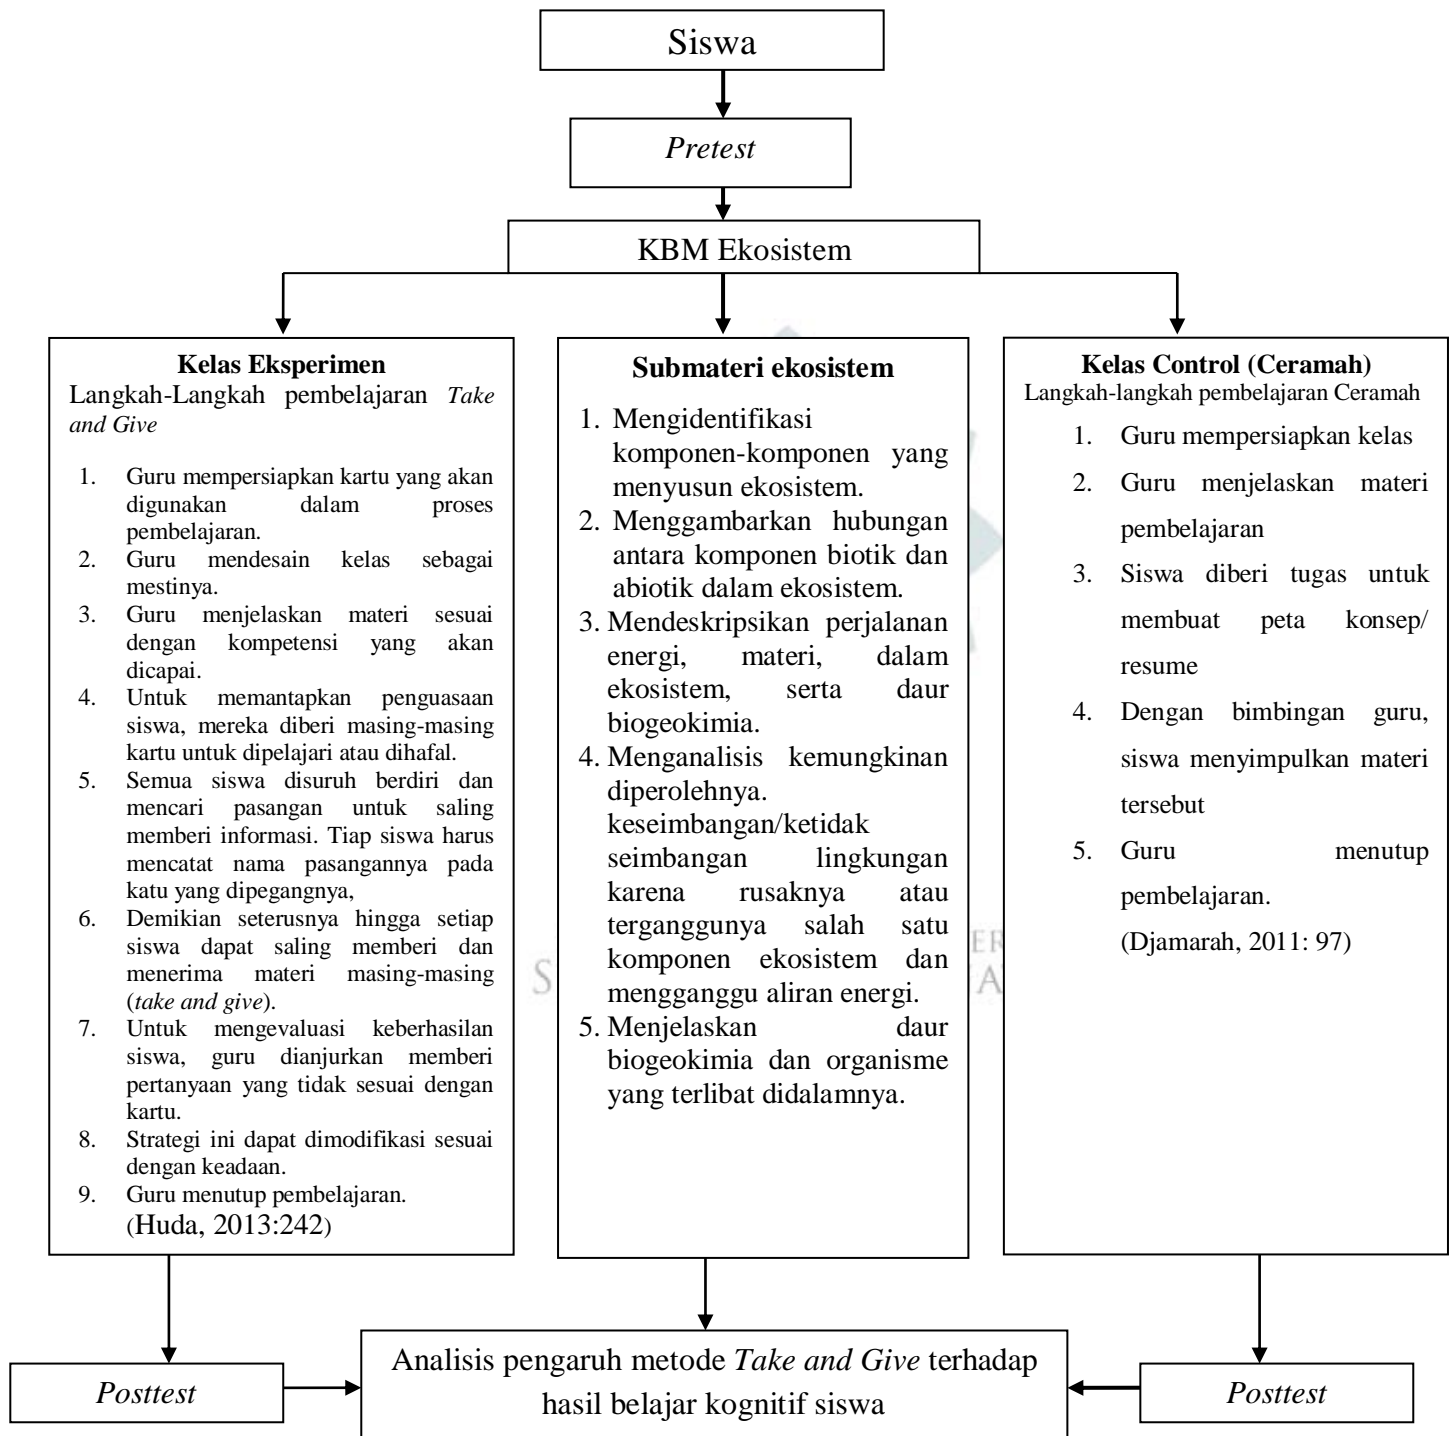 Siswa
Pretest
KBM Ekosistem
Kelas Eksperimen
Langkah-Langkah pembelajaran Take
and Give
1. Guru mempersiapkan kartu yang akan
digunakan dalam proses
pembelajaran.
2. Guru mendesain kelas sebagai
mestinya.
3. Guru menjelaskan materi sesuai
dengan kompetensi yang akan
dicapai.
4. Untuk memantapkan penguasaan
siswa, mereka diberi masing-masing
kartu untuk dipelajari atau dihafal.
5. Semua siswa disuruh berdiri dan
mencari pasangan untuk saling
memberi informasi. Tiap siswa harus
mencatat nama pasangannya pada
katu yang dipegangnya,
6. Demikian seterusnya hingga setiap
siswa dapat saling memberi dan
menerima materi masing-masing
(take and give).
7. Untuk mengevaluasi keberhasilan
siswa, guru dianjurkan memberi
pertanyaan yang tidak sesuai dengan
kartu.
8. Strategi ini dapat dimodifikasi sesuai
dengan keadaan.
9. Guru menutup pembelajaran.
(Huda, 2013:242)
Submateri ekosistem
1. Mengidentifikasi
komponen-komponen yang
menyusun ekosistem.
2. Menggambarkan hubungan
antara komponen biotik dan
abiotik dalam ekosistem.
3. Mendeskripsikan perjalanan
energi, materi, dalam
ekosistem, serta daur
biogeokimia.
4. Menganalisis kemungkinan
diperolehnya.
keseimbangan/ketidak
seimbangan lingkungan
karena rusaknya atau
terganggunya salah satu
komponen ekosistem dan
mengganggu aliran energi.
5. Menjelaskan daur
biogeokimia dan organisme
yang terlibat didalamnya.
Kelas Control (Ceramah)
Langkah-langkah pembelajaran Ceramah
1. Guru mempersiapkan kelas
2. Guru menjelaskan materi
pembelajaran
3. Siswa diberi tugas untuk
membuat peta konsep/
resume
4. Dengan bimbingan guru,
siswa menyimpulkan materi
tersebut
5. Guru menutup
pembelajaran.
(Djamarah, 2011: 97)
Posttest
Analisis pengaruh metode Take and Give terhadap
hasil belajar kognitif siswa
Posttest